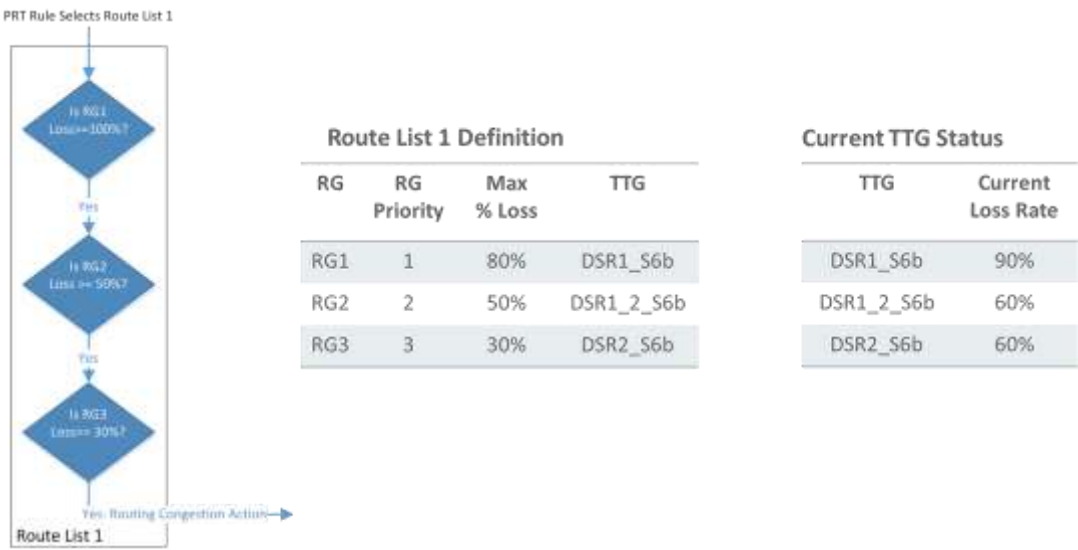 PRT Rule Selects Route List 1
Is RG1
Loss>=100%?
Yes
Is RG2
Loss >= 50%?
Yes
Is RG3
Loss>= 30%?
Yes: Routing Congestion Action
Route List 1
Route List 1 Definition
RG RG Priority Max % Loss TTG
RG1 1 80% DSR1_S6b
RG2 2 50% DSR1_2_S6b
RG3 3 30% DSR2_S6b
Current TTG Status
TTG Current Loss Rate
DSR1_S6b 90%
DSR1_2_S6b 60%
DSR2_S6b 60%